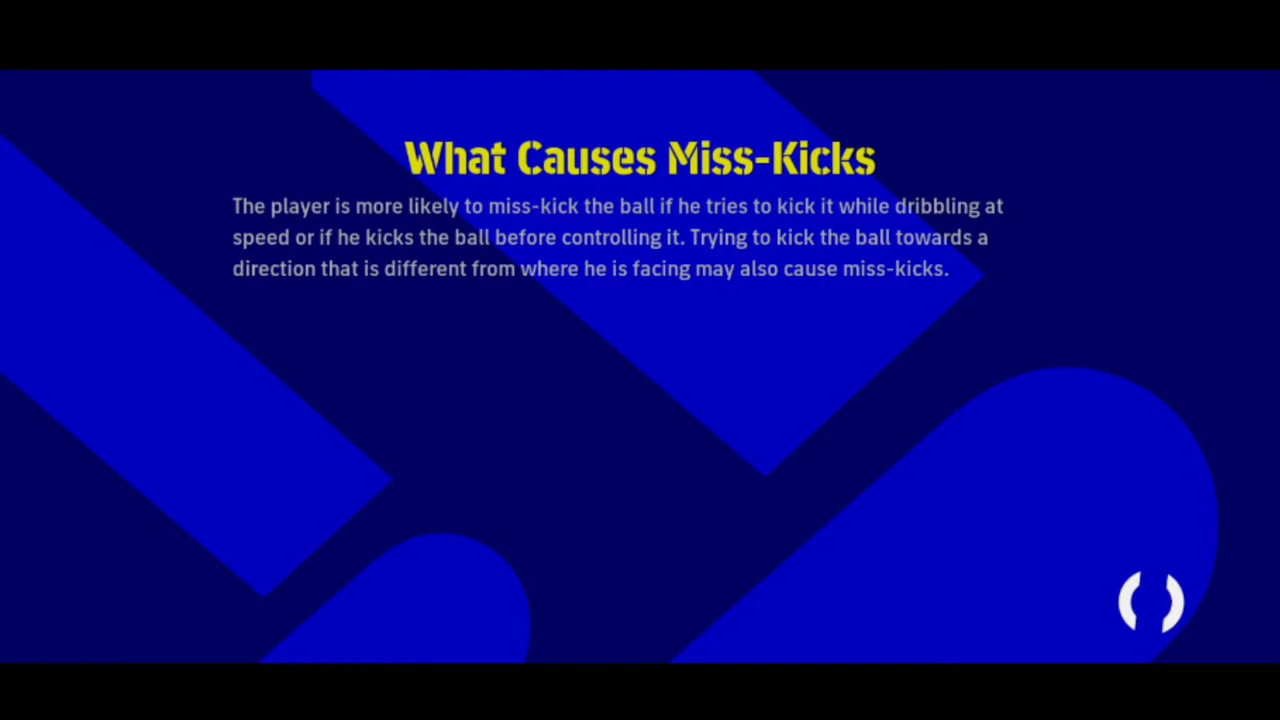 What Causes Miss-Kicks
The player is more likely to miss-kick the ball if he tries to kick it while dribbling at
speed or if he kicks the ball before controlling it. Trying to kick the ball towards a
direction that is different from where he is facing may also cause miss-kicks.